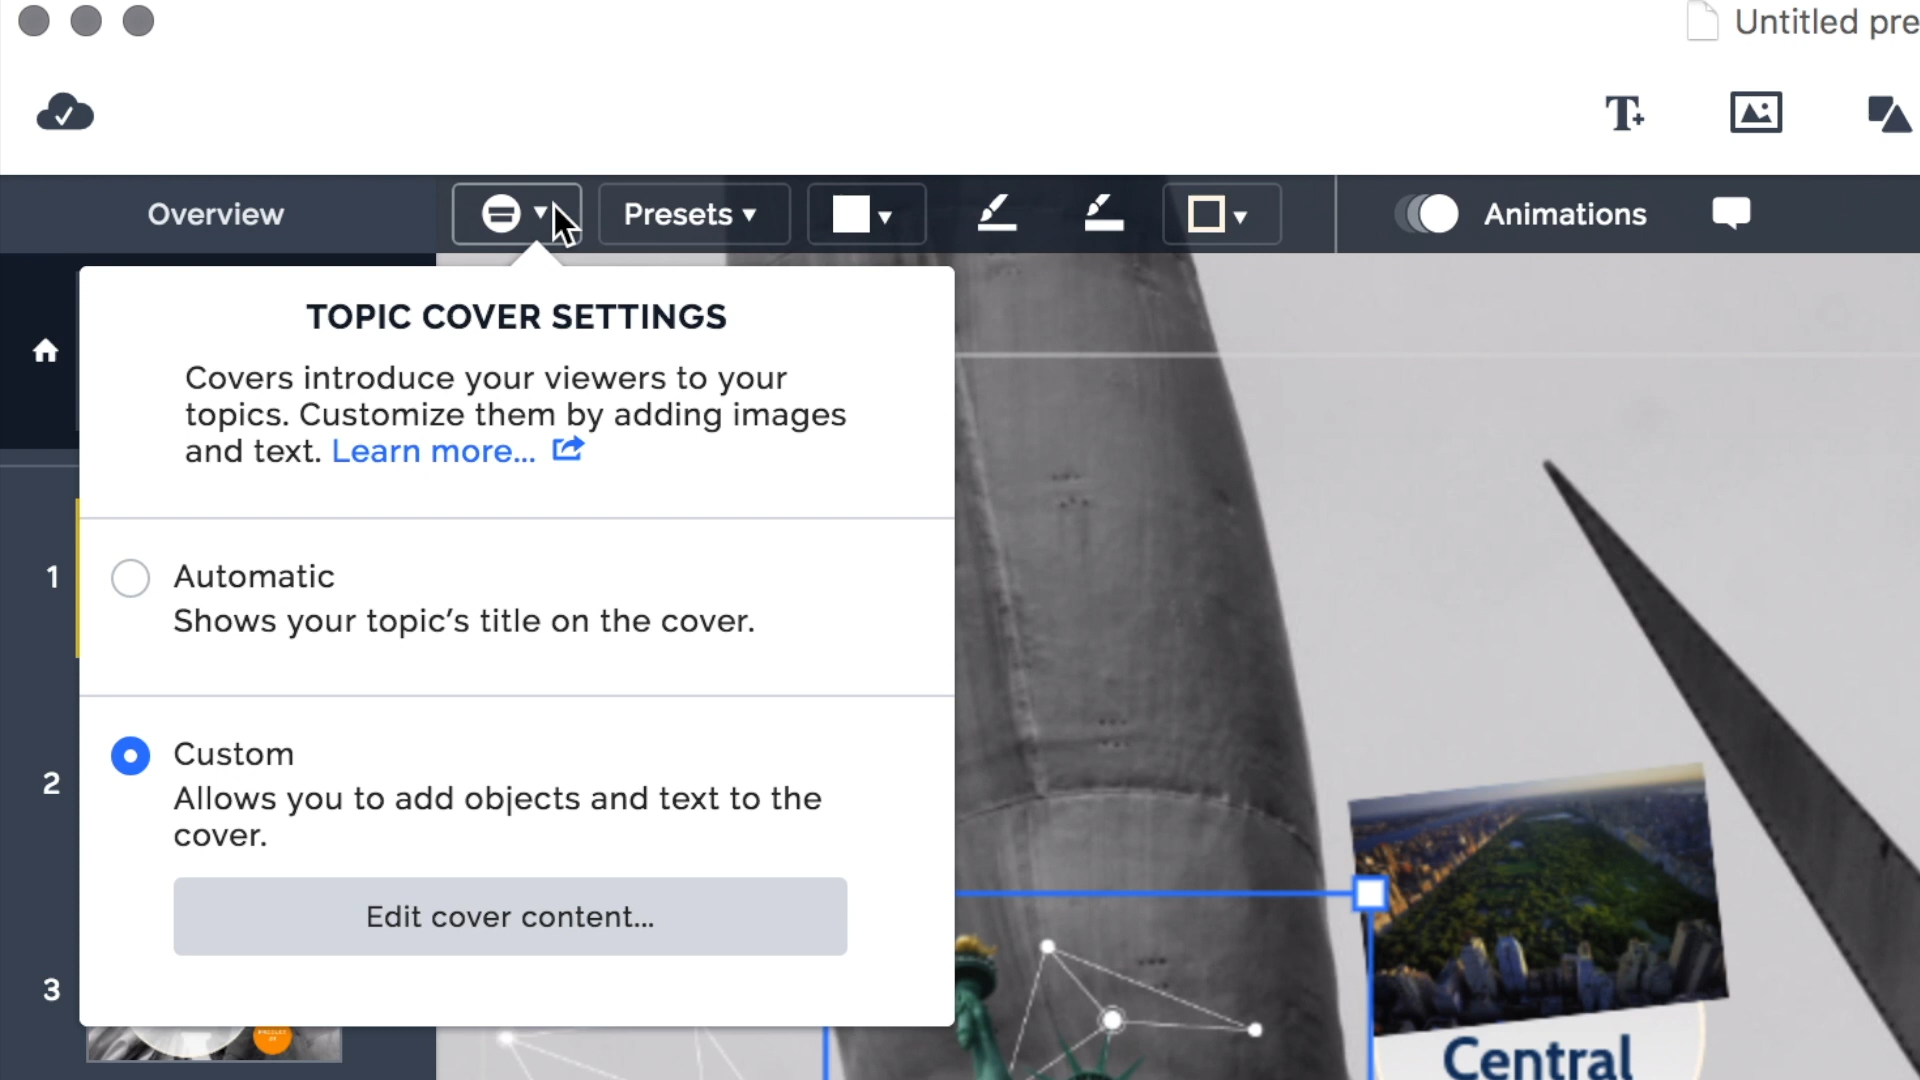 Untitled pre
Overview
Presets
Animations
TOPIC COVER SETTINGS
Covers introduce your viewers to your
topics. Customize them by adding images
and text. Learn more...
1
Automatic
Shows your topic's title on the cover.
2
Custom
Allows you to add objects and text to the
cover.
Edit cover content...
3
Central